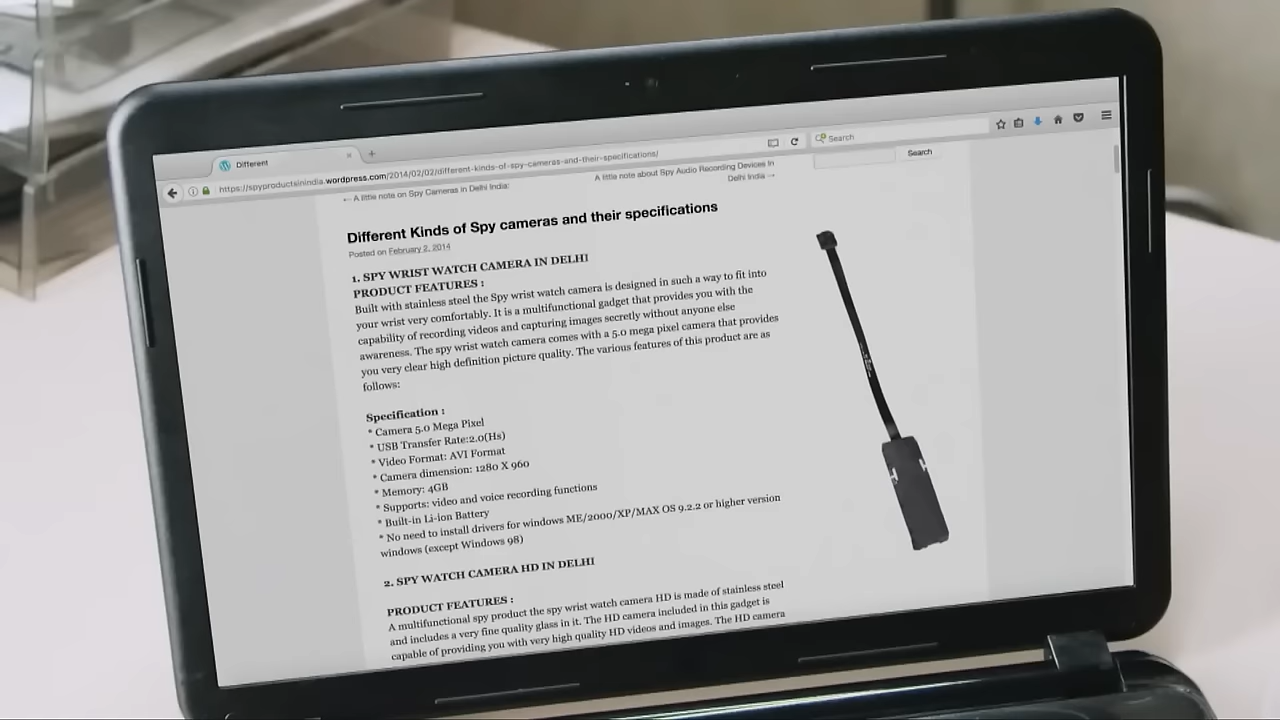 Different
https://spyproductsinindia.wordpress.com/2014/02/02/different-kinds-of-spy-cameras-and-their-specifications/
Search
← A little note on Spy Cameras in Delhi India:
A little note about Spy Audio Recording Devices In
Delhi India →
Search
Different Kinds of Spy cameras and their specifications
Posted on February 2, 2014
1. SPY WRIST WATCH CAMERA IN DELHI
PRODUCT FEATURES :
Built with stainless steel the Spy wrist watch camera is designed in such a way to fit into
your wrist very comfortably. It is a multifunctional gadget that provides you with the
capability of recording videos and capturing images secretly without anyone else
awareness. The spy wrist watch camera comes with a 5.0 mega pixel camera that provides
you very clear high definition picture quality. The various features of this product are as
follows:
Specification :
* Camera 5.0 Mega Pixel
* USB Transfer Rate:2.0(Hs)
* Video Format: AVI Format
* Camera dimension: 1280 X 960
* Memory: 4GB
* Supports: video and voice recording functions
* Built-in Li-ion Battery
* No need to install drivers for windows ME/2000/XP/MAX OS 9.2.2 or higher version
windows (except Windows 98)
2. SPY WATCH CAMERA HD IN DELHI
PRODUCT FEATURES :
A multifunctional spy product the spy wrist watch camera HD is made of stainless steel
and includes a very fine quality glass in it. The HD camera included in this gadget is
capable of providing you with very high quality HD videos and images. The HD camera